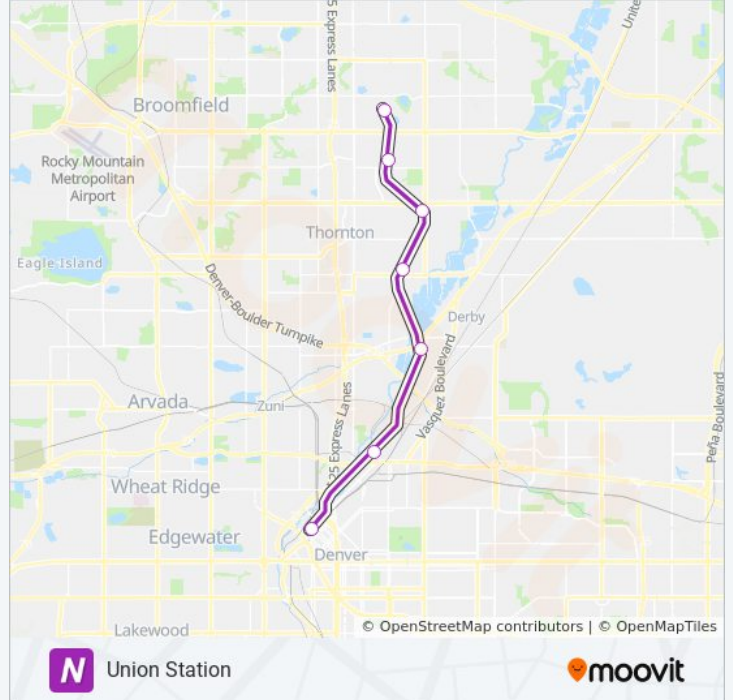 25 Express Lanes
Unite
Broomfield
Rocky Mountain
Metropolitan
Airport
Thornton
Eagle Island
Denver-Boulder Turnpike
Derby
Vasquez Boulevard
Peña Boulevard
Arvada
Zuni
I 25 Express Lanes
Wheat Ridge
Edgewater
Denver
Lakewood
© OpenStreetMap contributors | © OpenMapTiles
N Union Station
moovit